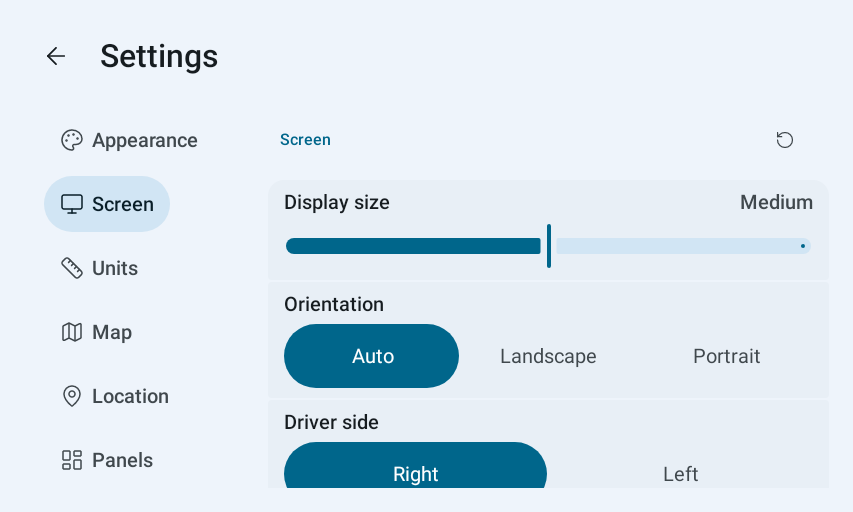 Settings
Appearance
Screen
Units
Map
Location
Panels
Screen
Display size
Medium
Orientation
Auto
Landscape
Portrait
Driver side
Right
Left